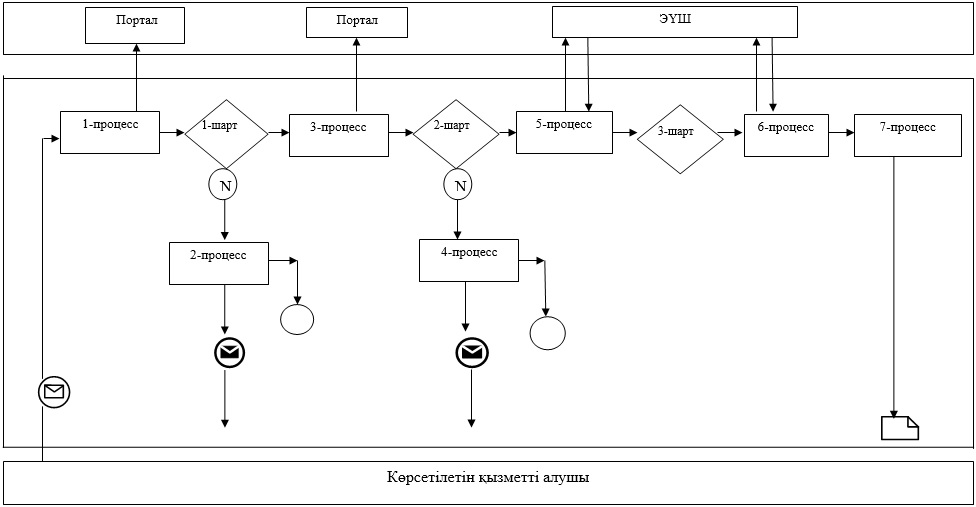 Портал
Портал
ЭҮШ
1-процесс
1-шарт
3-процесс
2-шарт
5-процесс
3-шарт
6-процесс
7-процесс
N
N
2-процесс
4-процесс
Көрсетілетін қызметті алушы